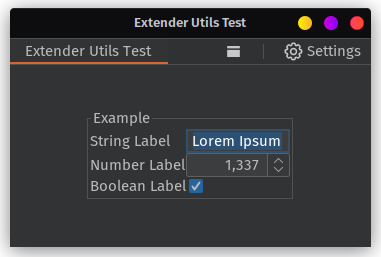 Extender Utils Test
Extender Utils Test
Settings
Example
String Label Lorem Ipsum
Number Label 1,337
Boolean Label